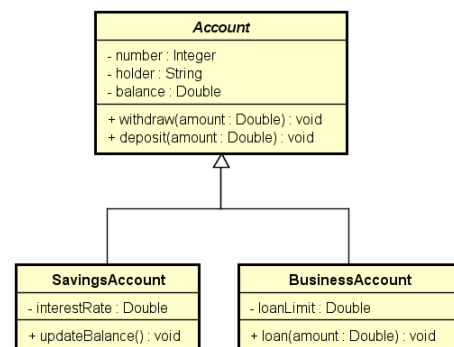 Account
- number : Integer
- holder : String
- balance : Double
+ withdraw(amount : Double) : void
+ deposit(amount : Double) : void
SavingsAccount
- interestRate : Double
+ updateBalance() : void
BusinessAccount
- loanLimit : Double
+ loan(amount : Double) : void